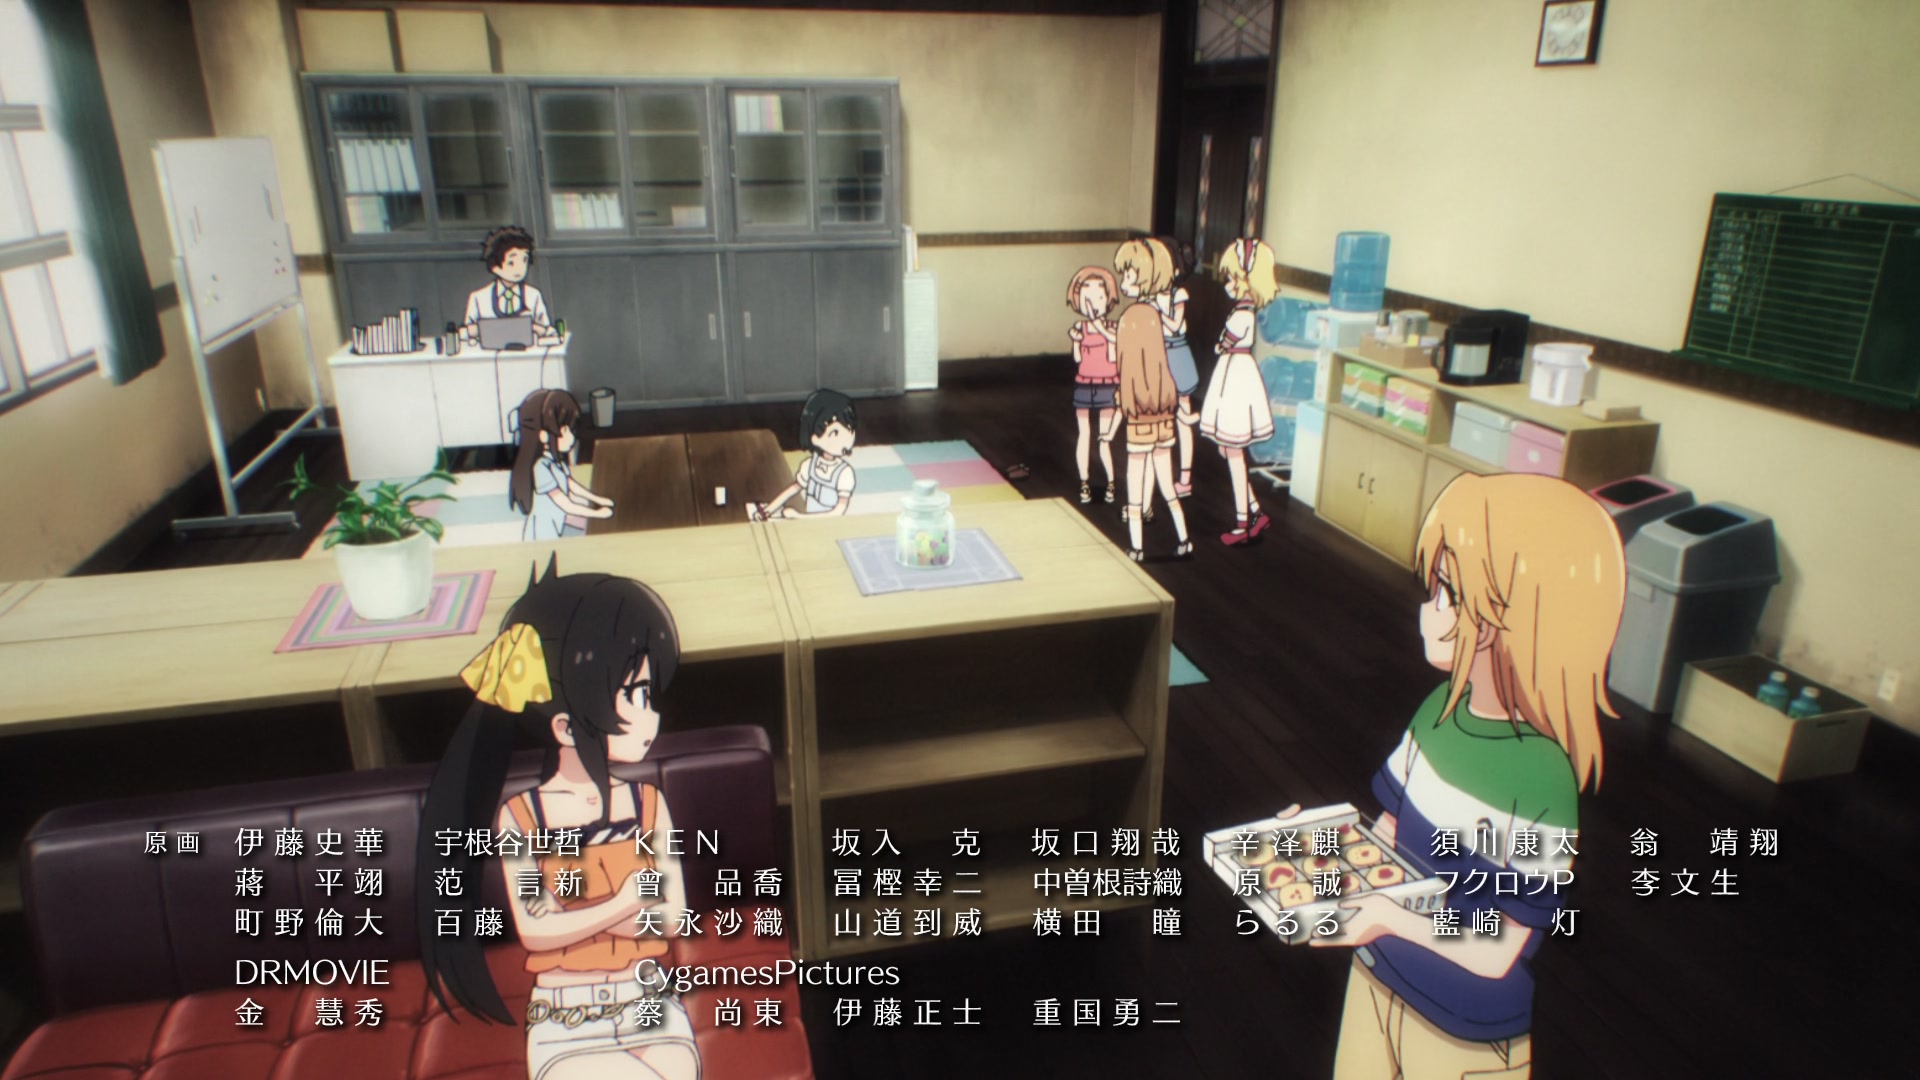 原画 伊藤史華 宇根谷世哲 KEN 坂入 克 坂口翔哉 辛泽麒 須川康太 翁 靖翔
蔣 平翊 范 言新 曾 品喬 冨樫幸二 中曽根詩織 原 誠 フクロウP 李文生
町野倫大 百藤 矢永沙織 山道到威 横田 瞳 らるる 藍崎 灯
DRMOVIE CygamesPictures
金 慧秀 蔡 尚東 伊藤正士 重国勇二